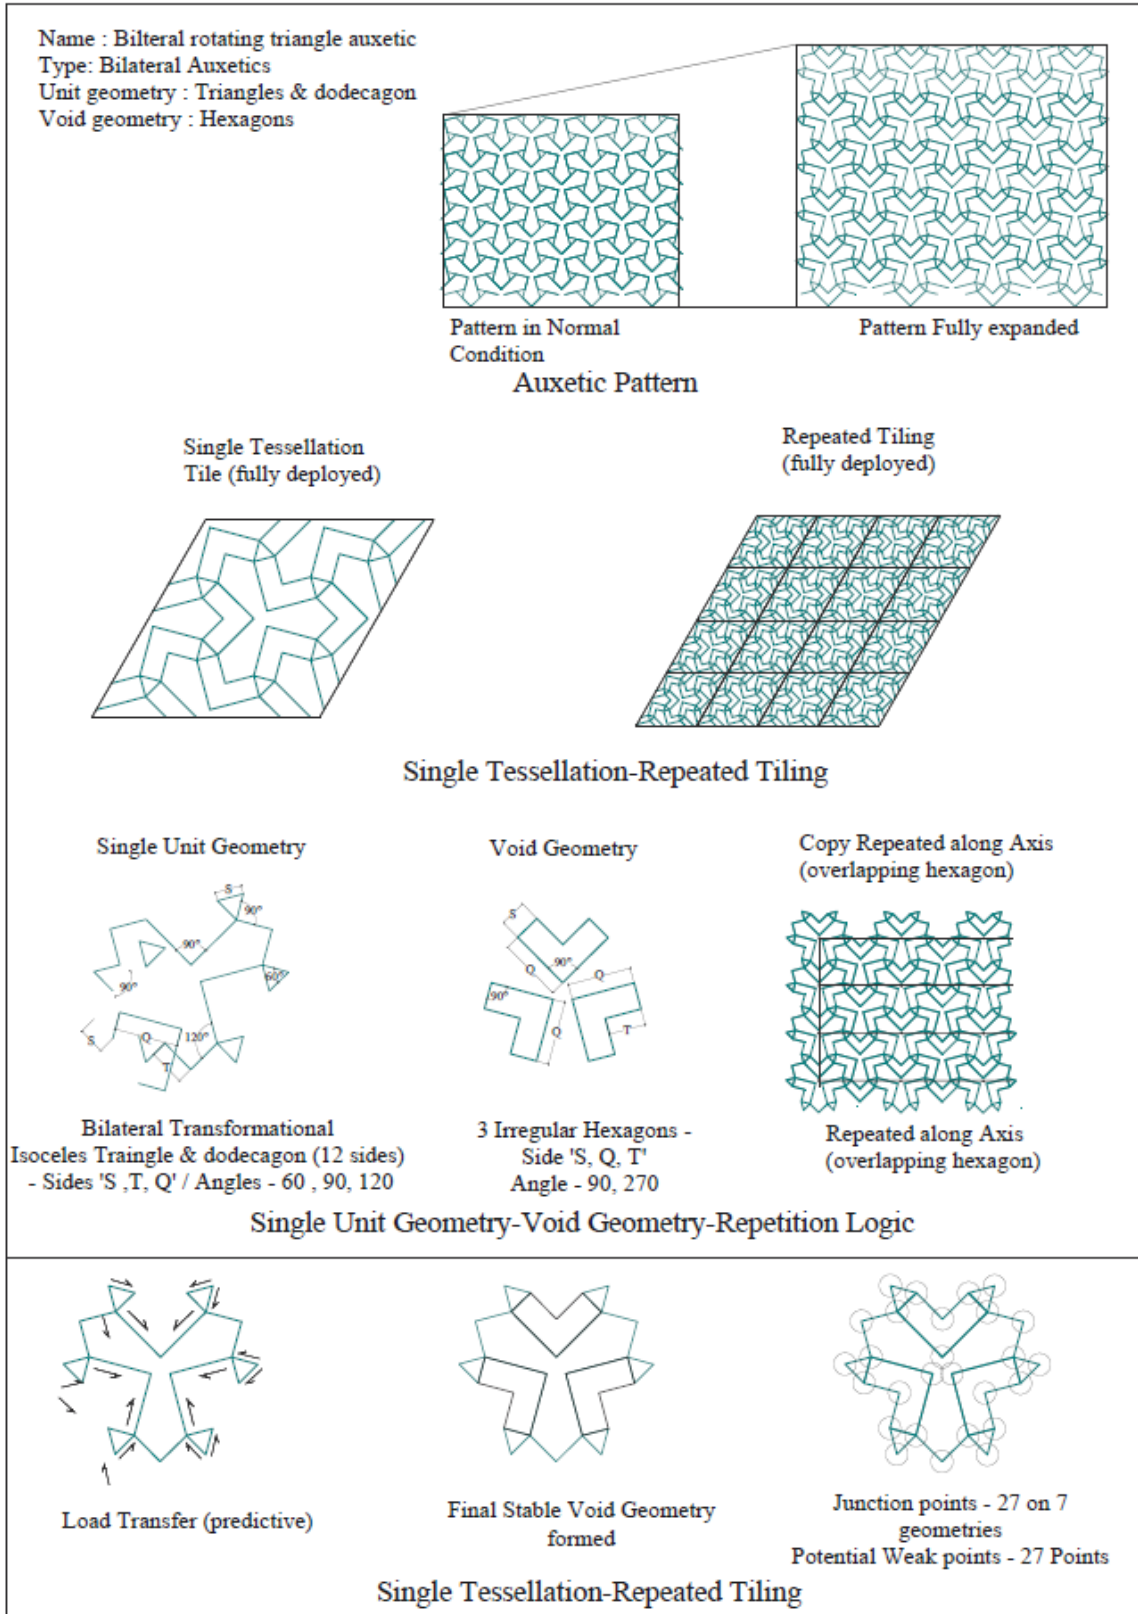 Name : Bilteral rotating triangle auxetic
Type: Bilateral Auxetics
Unit geometry : Triangles & dodecagon
Void geometry : Hexagons
Pattern in Normal
Condition
Pattern Fully expanded
Auxetic Pattern
Single Tessellation
Tile (fully deployed)
Repeated Tiling
(fully deployed)
Single Tessellation-Repeated Tiling
Single Unit Geometry
Void Geometry
Copy Repeated along Axis
(overlapping hexagon)
S
90°
90°
60°
90°
S
Q
T
120°
S
Q
90°
Q
90°
Q
T
Bilateral Transformational
Isoceles Traingle & dodecagon (12 sides)
- Sides 'S ,T, Q' / Angles - 60 , 90, 120
3 Irregular Hexagons -
Side 'S, Q, T'
Angle - 90, 270
Repeated along Axis
(overlapping hexagon)
Single Unit Geometry-Void Geometry-Repetition Logic
Load Transfer (predictive)
Final Stable Void Geometry
formed
Junction points - 27 on 7
geometries
Potential Weak points - 27 Points
Single Tessellation-Repeated Tiling